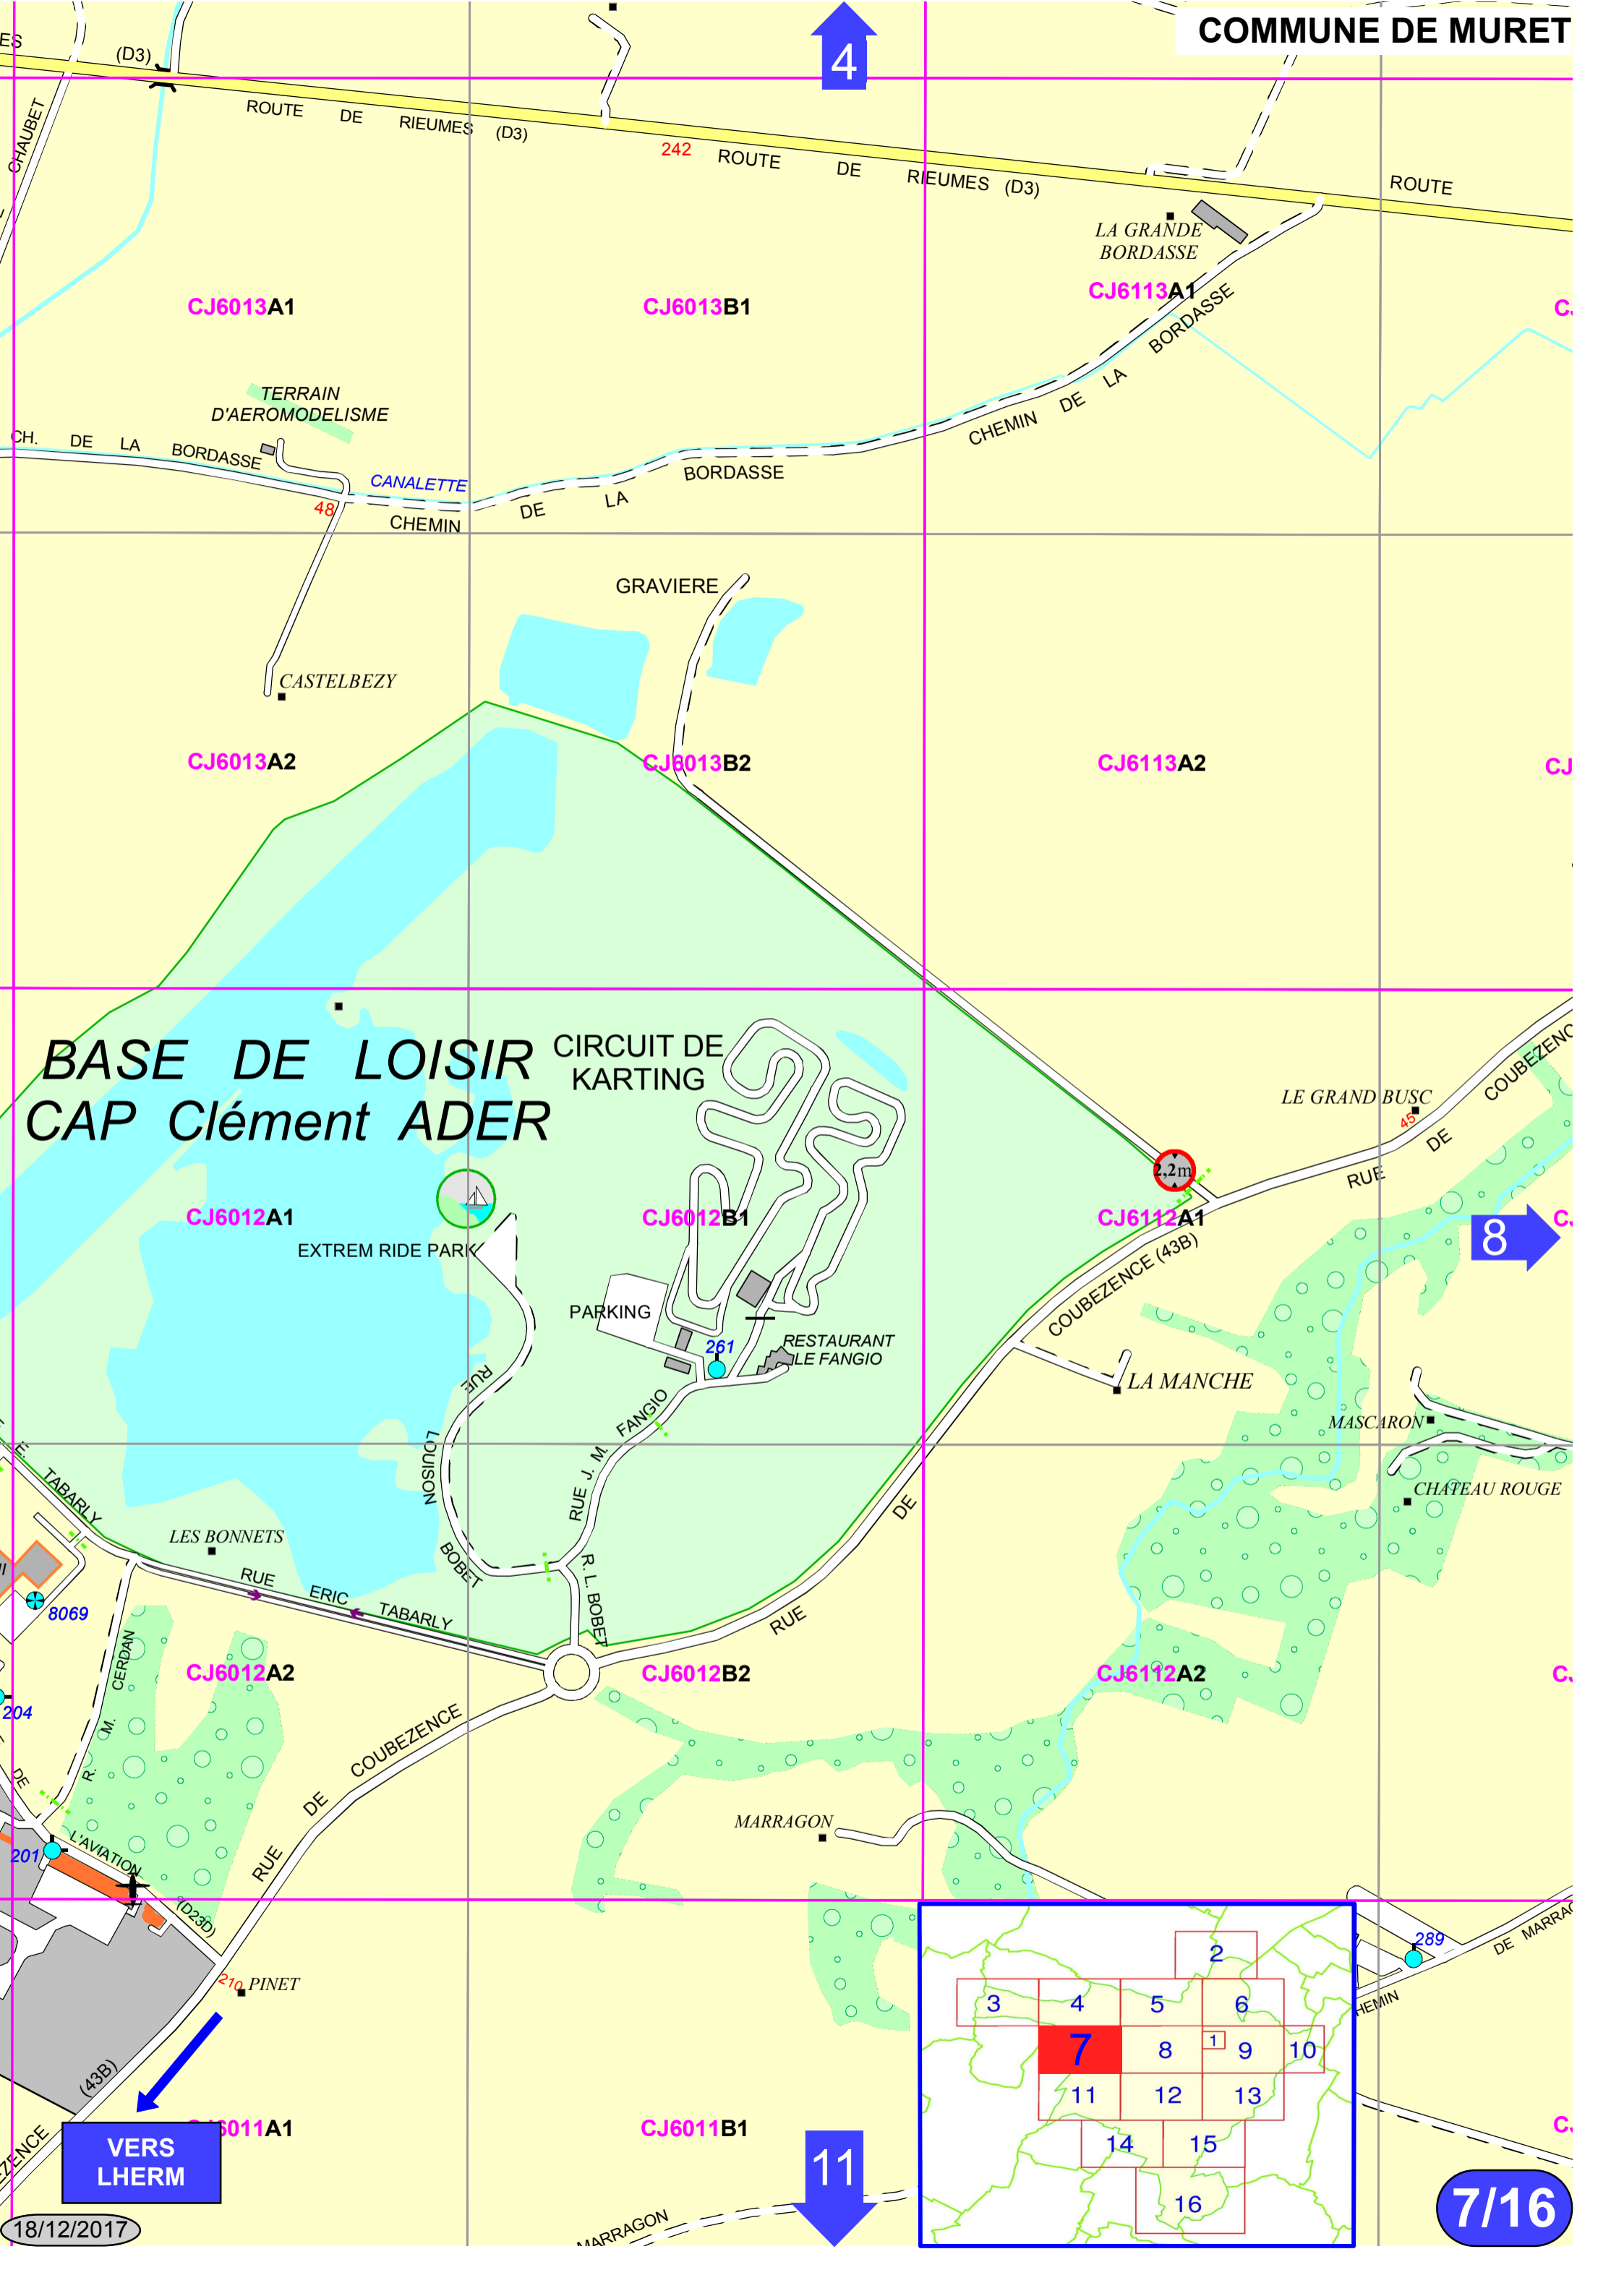 COMMUNE DE MURET
4
(D3)
CHAUBET
ROUTE DE RIEUMES (D3)
242
ROUTE DE RIEUMES (D3)
ROUTE
LA GRANDE
BORDASSE
CJ6013A1
CJ6013B1
CJ6113A1
TERRAIN
D'AEROMODELISME
CH. DE LA BORDASSE
CANALETTE
48
CHEMIN DE LA BORDASSE
CHEMIN DE LA BORDASSE
GRAVIERE
CASTELBEZY
CJ6013A2
CJ6013B2
CJ6113A2
CJ
BASE DE LOISIR
CAP Clément ADER
CIRCUIT DE
KARTING
LE GRAND BUSC
45
RUE DE COUBEZENC
2,2m
CJ6012A1
CJ6012B1
CJ6112A1
8
EXTREM RIDE PARK
COUBEZENCE (43B)
PARKING
261
RESTAURANT
LE FANGIO
LA MANCHE
RUE LOUISON BOBET
RUE J. M. FANGIO
MASCARON
CHATEAU ROUGE
E. TABARLY
LES BONNETS
RUE ERIC TABARLY
R. L. BOBET
RUE DE
8069
R. M. CERDAN
CJ6012A2
CJ6012B2
CJ6112A2
204
DE
RUE DE COUBEZENCE
MARRAGON
201
L'AVIATION
(D23D)
210
PINET
289
DE MARRAG
HEMIN
2
3
4
5
6
7
8
1
9
10
11
12
13
14
15
16
(43B)
ZENCE
VERS
LHERM
6011A1
CJ6011B1
11
MARRAGON
18/12/2017
7/16